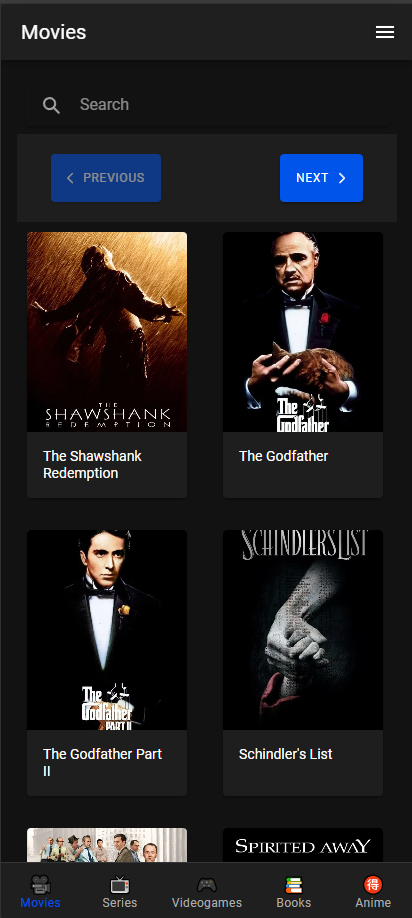 Movies
Search
PREVIOUS
NEXT
THE
SHAWSHANK
REDEMPTION
The
Godfather
The Shawshank
Redemption
The Godfather
The
Godfather
PART II
SCHINDLER'S LIST
The Godfather Part
II
Schindler's List
SPIRITED AWAY
Movies
Series
Videogames
Books
Anime
得